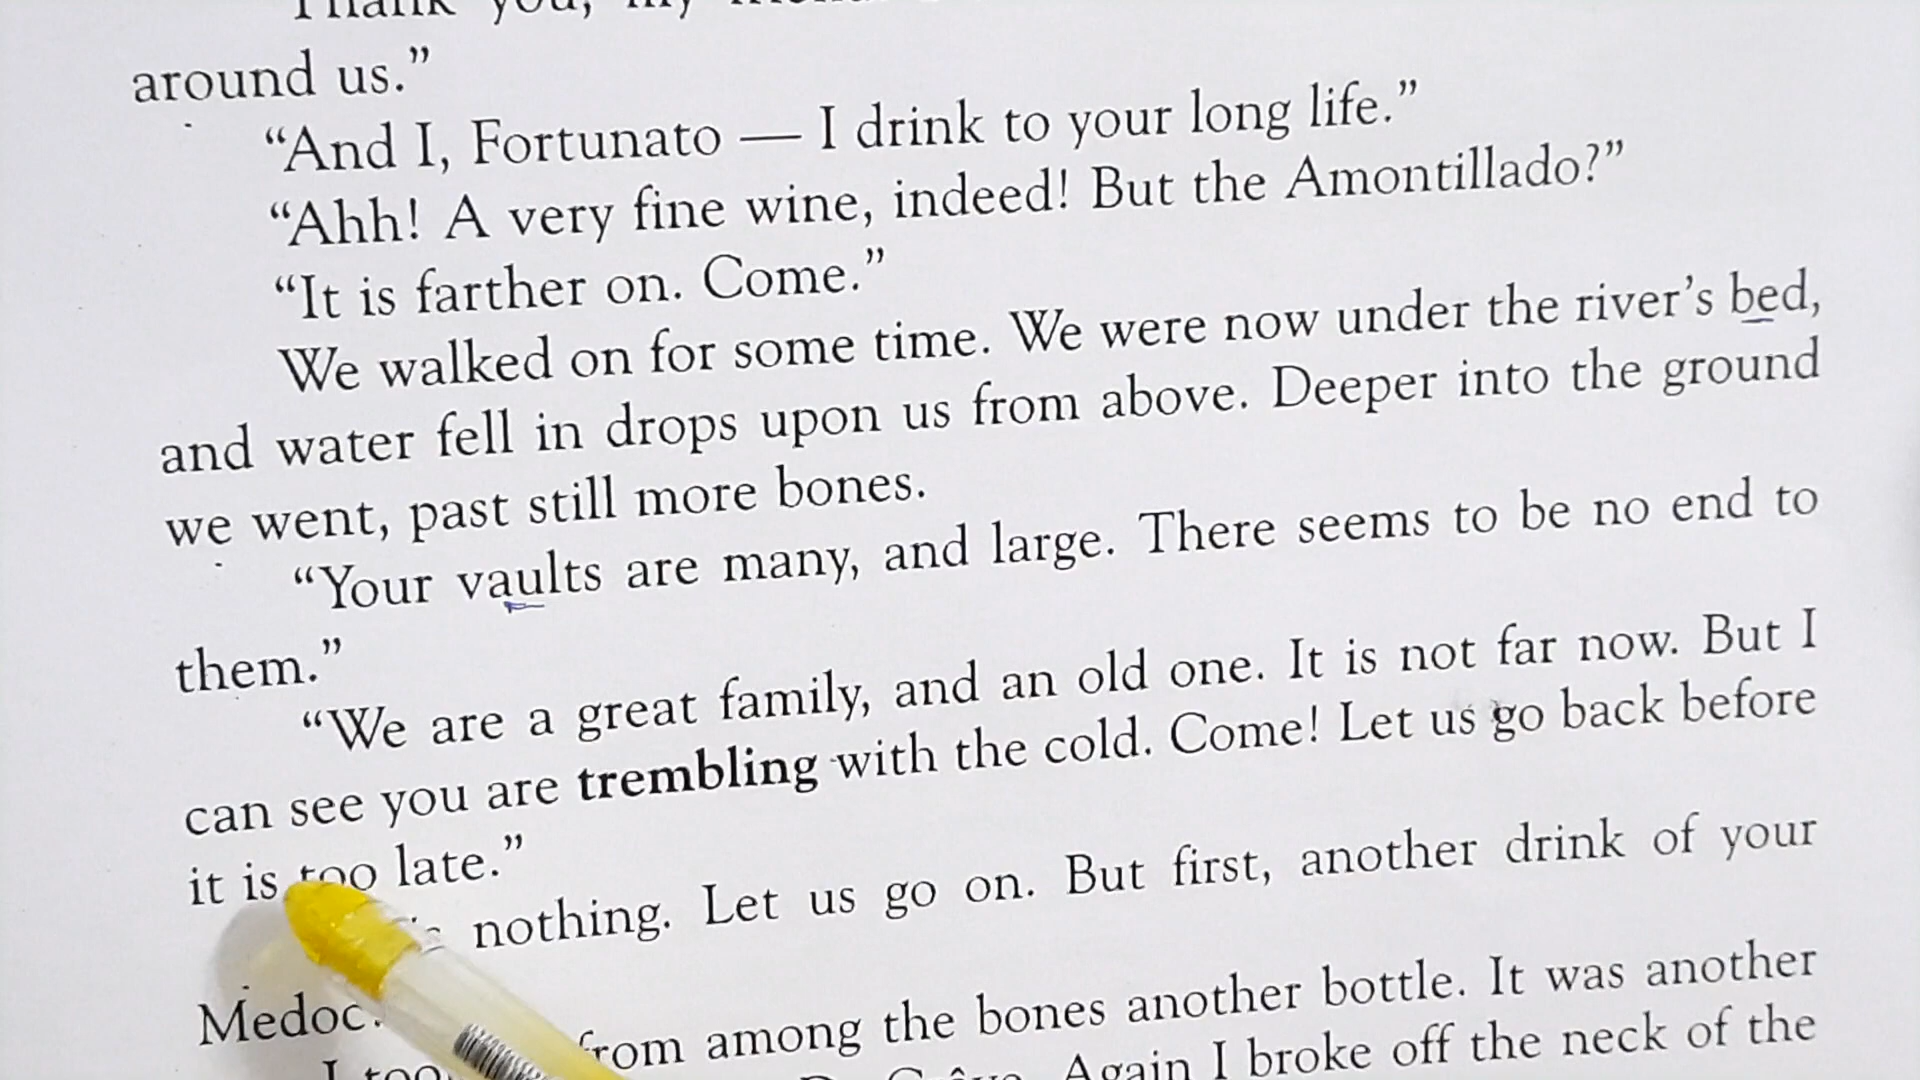 Thank you, my
around us.”
“And I, Fortunato — I drink to your long life.”
“Ahh! A very fine wine, indeed! But the Amontillado?”
“It is farther on. Come.”
We walked on for some time. We were now under the river’s bed,
and water fell in drops upon us from above. Deeper into the ground
we went, past still more bones.
“Your vaults are many, and large. There seems to be no end to
them.”
“We are a great family, and an old one. It is not far now. But I
can see you are trembling with the cold. Come! Let us go back before
it is too late.”
nothing. Let us go on. But first, another drink of your
Medoc
I from among the bones another bottle. It was another
Again I broke off the neck of the